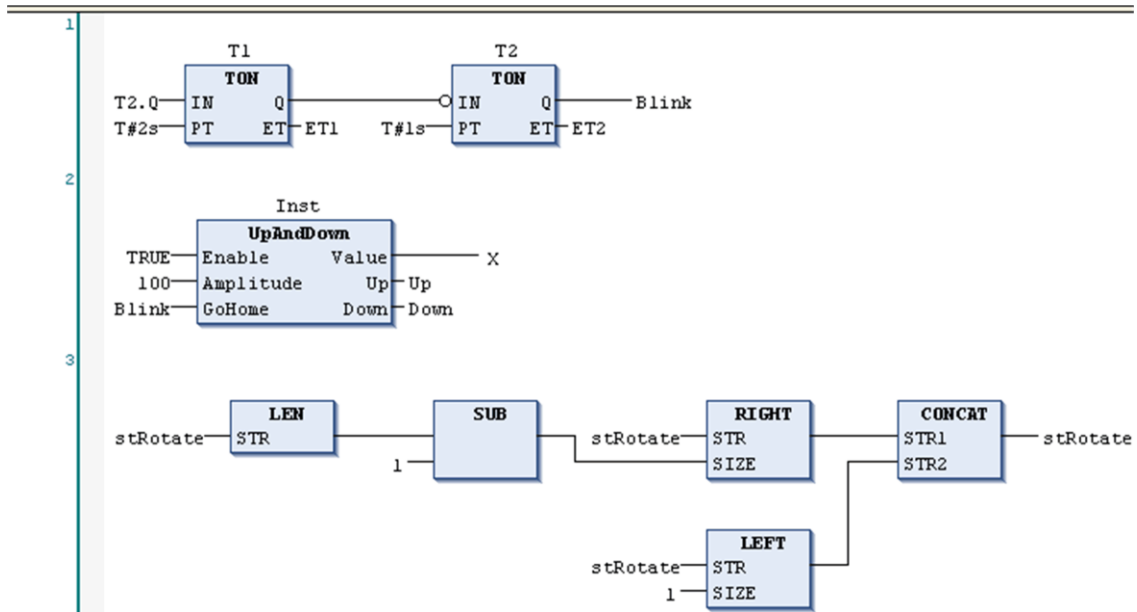 1
T1 T2
TON TON
T2.Q IN Q IN Q Blink
T#2s PT ET ET1 T#1s PT ET ET2
2
Inst
UpAndDown
TRUE Enable Value X
100 Amplitude Up Up
Blink GoHome Down Down
3
LEN SUB RIGHT CONCAT
stRotate STR stRotate STR STR1 stRotate
1 SIZE STR2
LEFT
stRotate STR
1 SIZE